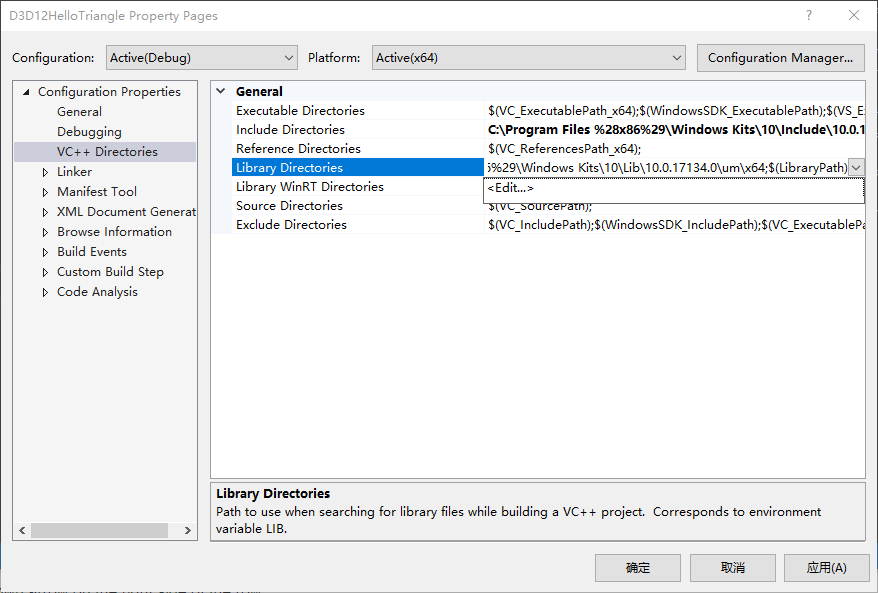 D3D12HelloTriangle Property Pages
Configuration: Active(Debug) Platform: Active(x64) Configuration Manager...
Configuration Properties
General
Debugging
VC++ Directories
Linker
Manifest Tool
XML Document Generat
Browse Information
Build Events
Custom Build Step
Code Analysis
General
Executable Directories $(VC_ExecutablePath_x64);$(WindowsSDK_ExecutablePath);$(VS_E
Include Directories C:\Program Files %28x86%29\Windows Kits\10\Include\10.0.1
Reference Directories $(VC_ReferencesPath_x64);
Library Directories %29\Windows Kits\10\Lib\10.0.17134.0\um\x64;$(LibraryPath)
Library WinRT Directories <Edit...>
Source Directories $(VC_SourcePath);
Exclude Directories $(VC_IncludePath);$(WindowsSDK_IncludePath);$(VC_ExecutablePa
Library Directories
Path to use when searching for library files while building a VC++ project. Corresponds to environment
variable LIB.
确定 取消 应用(A)